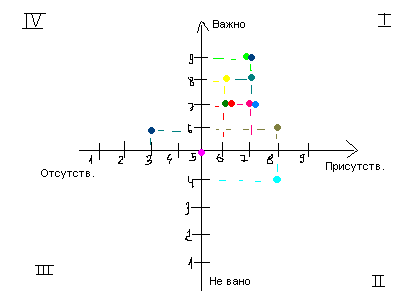 IV
Важно
I
9
8
7
6
1 2 3 4 5 6 7 8 9
Отсутств.
Присутств.
4
3
2
1
III
Не вано
II